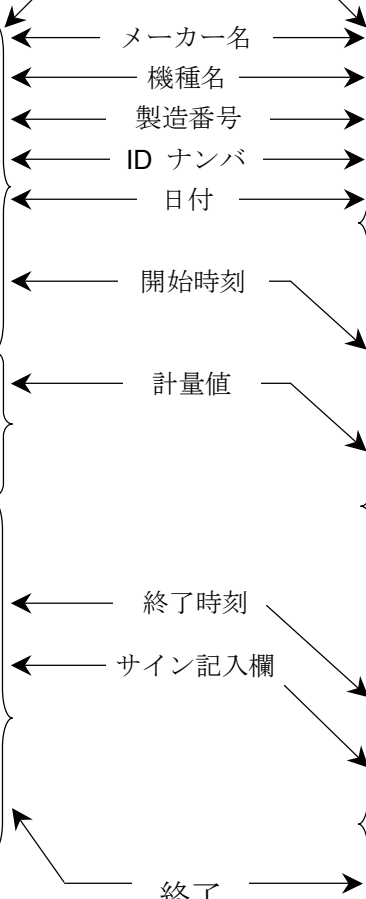 メーカー名
機種名
製造番号
ID ナンバ
日付
開始時刻
計量値
終了時刻
サイン記入欄
終了